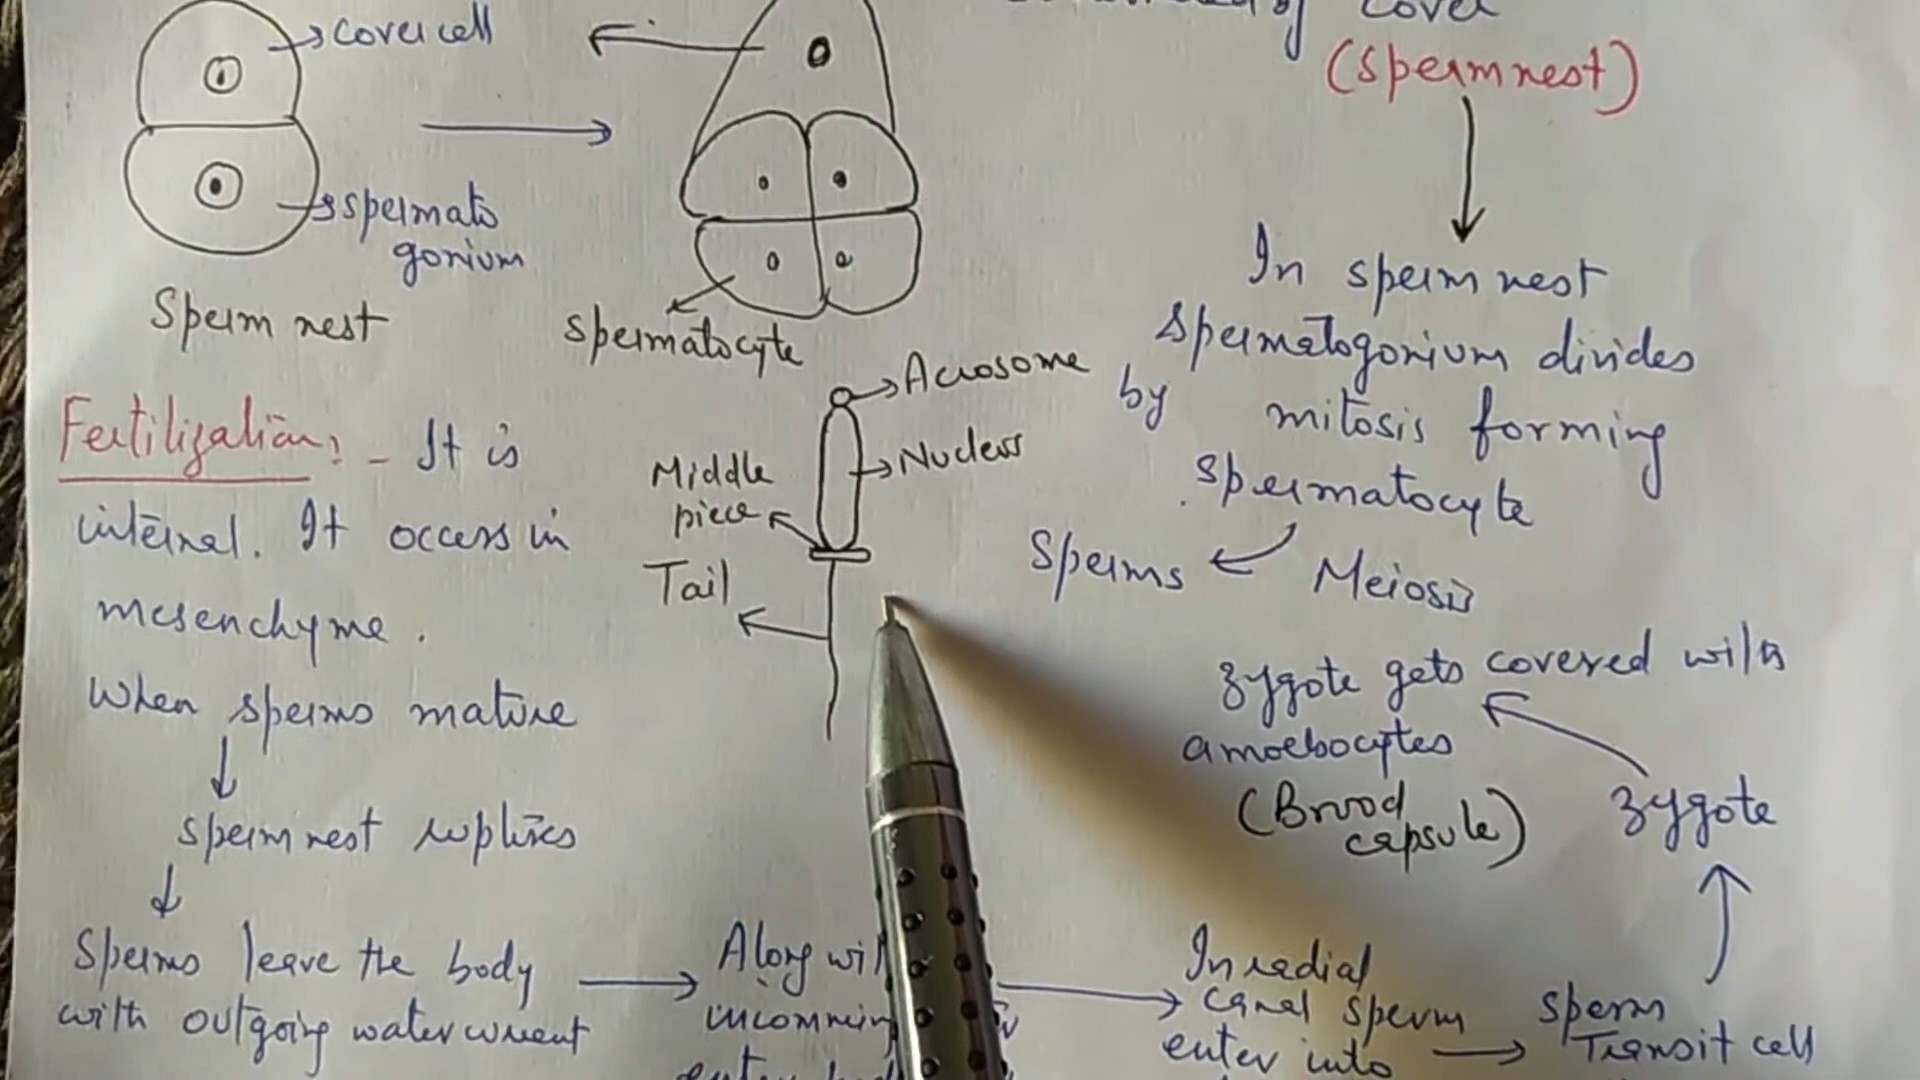 cover cell
cover
(Spermnest)
spermato
gonium
Sperm nest
spermatocyte
In sperm nest
spermatogonium divides
by mitosis forming
spermatocyte
Sperms
Meiosis
Acrosome
Nucleus
Middle
piece
Tail
Fertilization: - It is
internal. It occurs in
mesenchyme.
When sperms mature
sperm nest ruptures
Sperms leave the body
with outgoing water current
Along
incomming
In radial
canal sperm
enter into
sperm
Transit cell
zygote
zygote gets covered with
amoebocytes
(Brood
capsule)